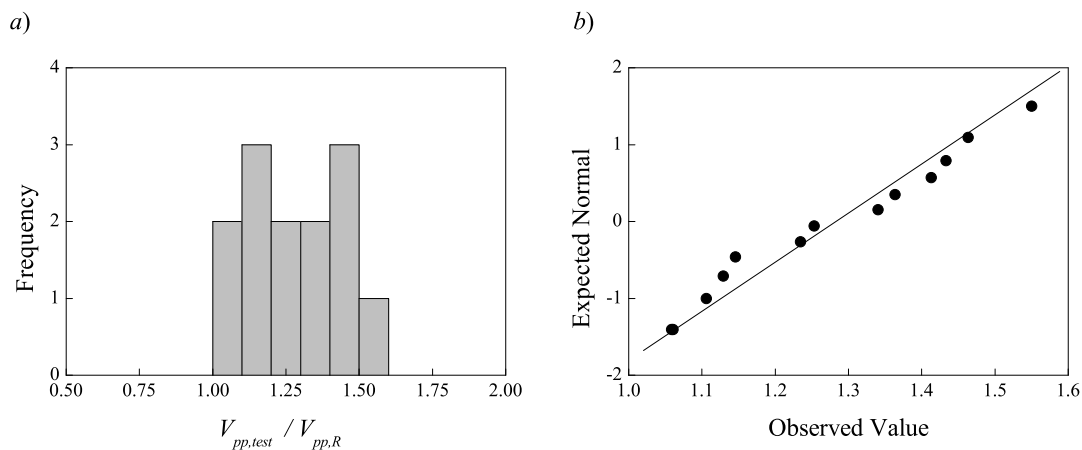 a)
4
3
2
1
0
Frequency
0.50 0.75 1.00 1.25 1.50 1.75 2.00
Vpp,test / Vpp,R
b)
2
1
0
-1
-2
Expected Normal
1.0 1.1 1.2 1.3 1.4 1.5 1.6
Observed Value